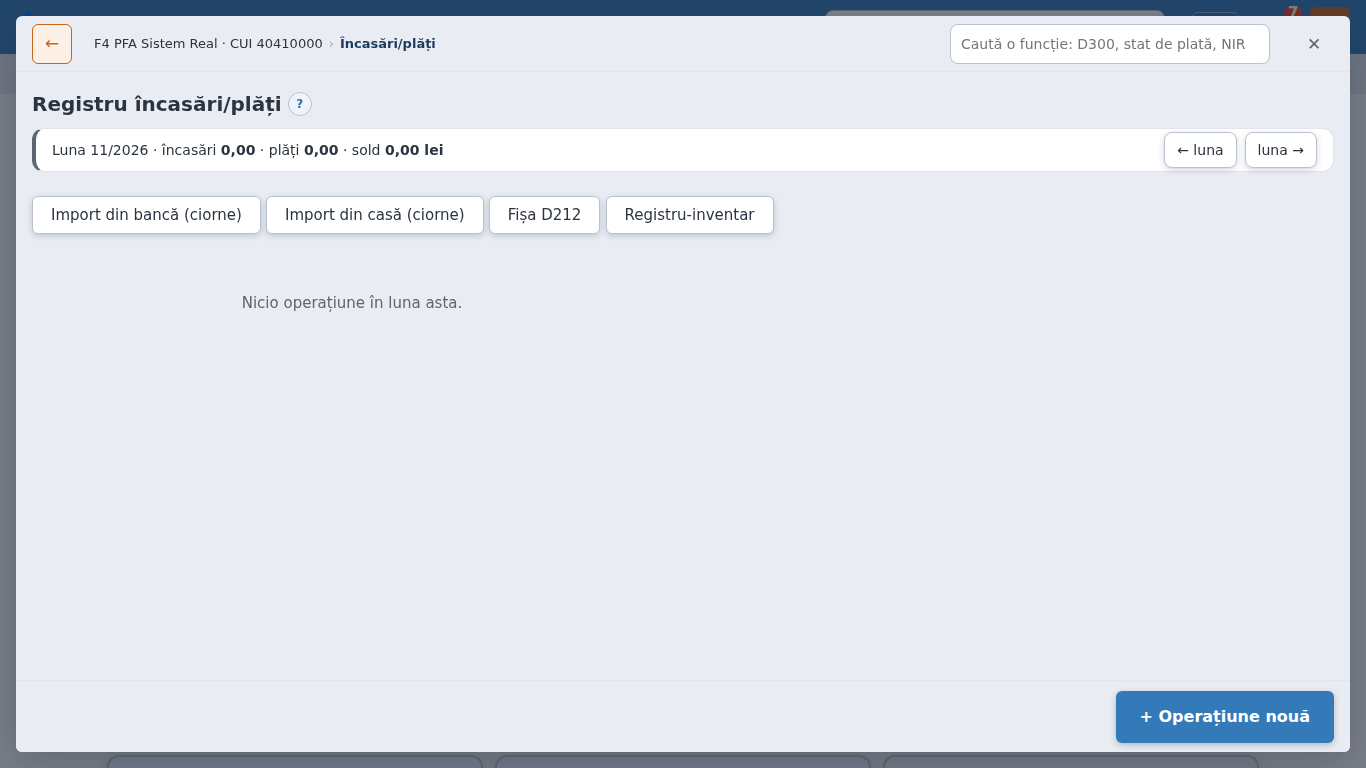 7
← F4 PFA Sistem Real · CUI 40410000 › Încasări/plăți Caută o funcție: D300, stat de plată, NIR ✕
Registru încasări/plăți ?
Luna 11/2026 · încasări 0,00 · plăți 0,00 · sold 0,00 lei ← luna luna →
Import din bancă (ciorne) Import din casă (ciorne) Fișa D212 Registru-inventar
Nicio operațiune în luna asta.
+ Operațiune nouă